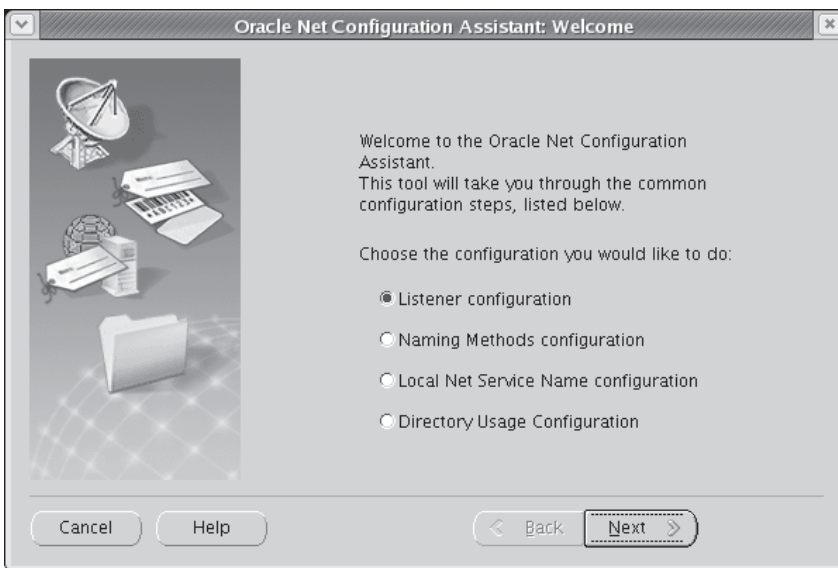 Oracle Net Configuration Assistant: Welcome
Welcome to the Oracle Net Configuration
Assistant.
This tool will take you through the common
configuration steps, listed below.
Choose the configuration you would like to do:
Listener configuration
Naming Methods configuration
Local Net Service Name configuration
Directory Usage Configuration
Cancel
Help
Back
Next